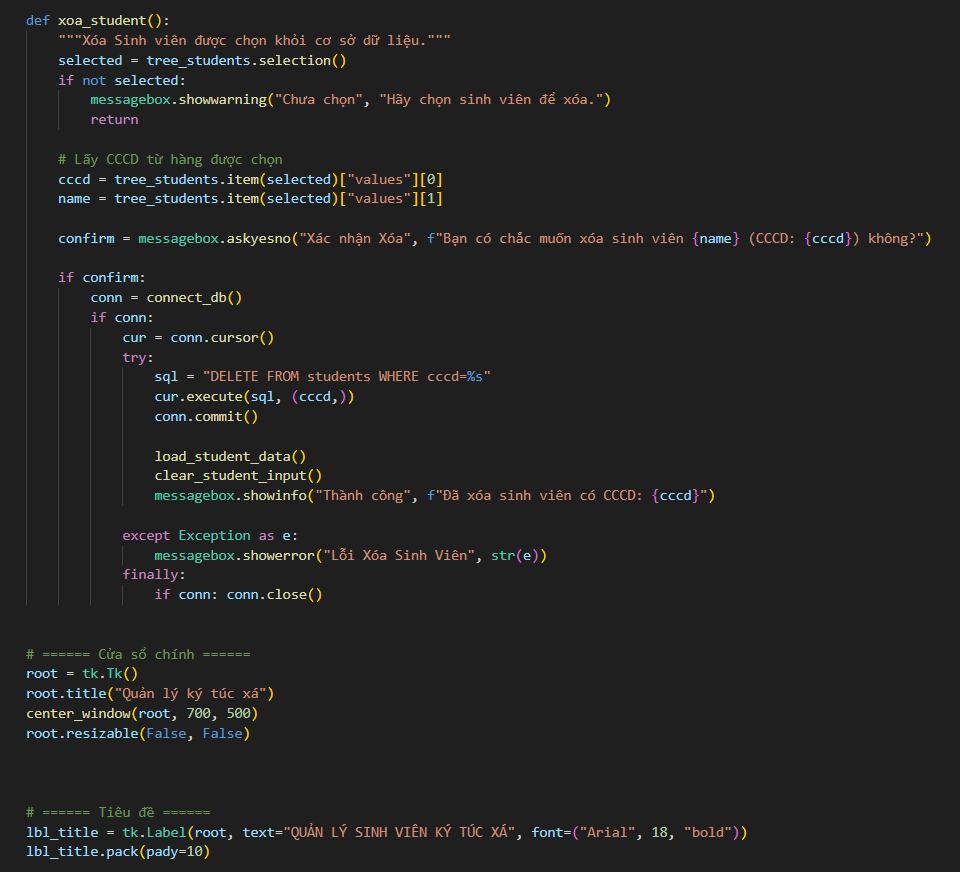 def xoa_student():
    """Xóa Sinh viên được chọn khỏi cơ sở dữ liệu."""
    selected = tree_students.selection()
    if not selected:
        messagebox.showwarning("Chưa chọn", "Hãy chọn sinh viên để xóa.")
        return

    # Lấy CCCD từ hàng được chọn
    cccd = tree_students.item(selected)["values"][0]
    name = tree_students.item(selected)["values"][1]

    confirm = messagebox.askyesno("Xác nhận Xóa", f"Bạn có chắc muốn xóa sinh viên {name} (CCCD: {cccd}) không?")

    if confirm:
        conn = connect_db()
        if conn:
            cur = conn.cursor()
            try:
                sql = "DELETE FROM students WHERE cccd=%s"
                cur.execute(sql, (cccd,))
                conn.commit()

                load_student_data()
                clear_student_input()
                messagebox.showinfo("Thành công", f"Đã xóa sinh viên có CCCD: {cccd}")

            except Exception as e:
                messagebox.showerror("Lỗi Xóa Sinh Viên", str(e))
            finally:
                if conn: conn.close()


# ====== Cửa sổ chính ======
root = tk.Tk()
root.title("Quản lý ký túc xá")
center_window(root, 700, 500)
root.resizable(False, False)



# ====== Tiêu đề ======
lbl_title = tk.Label(root, text="QUẢN LÝ SINH VIÊN KÝ TÚC XÁ", font=("Arial", 18, "bold"))
lbl_title.pack(pady=10)